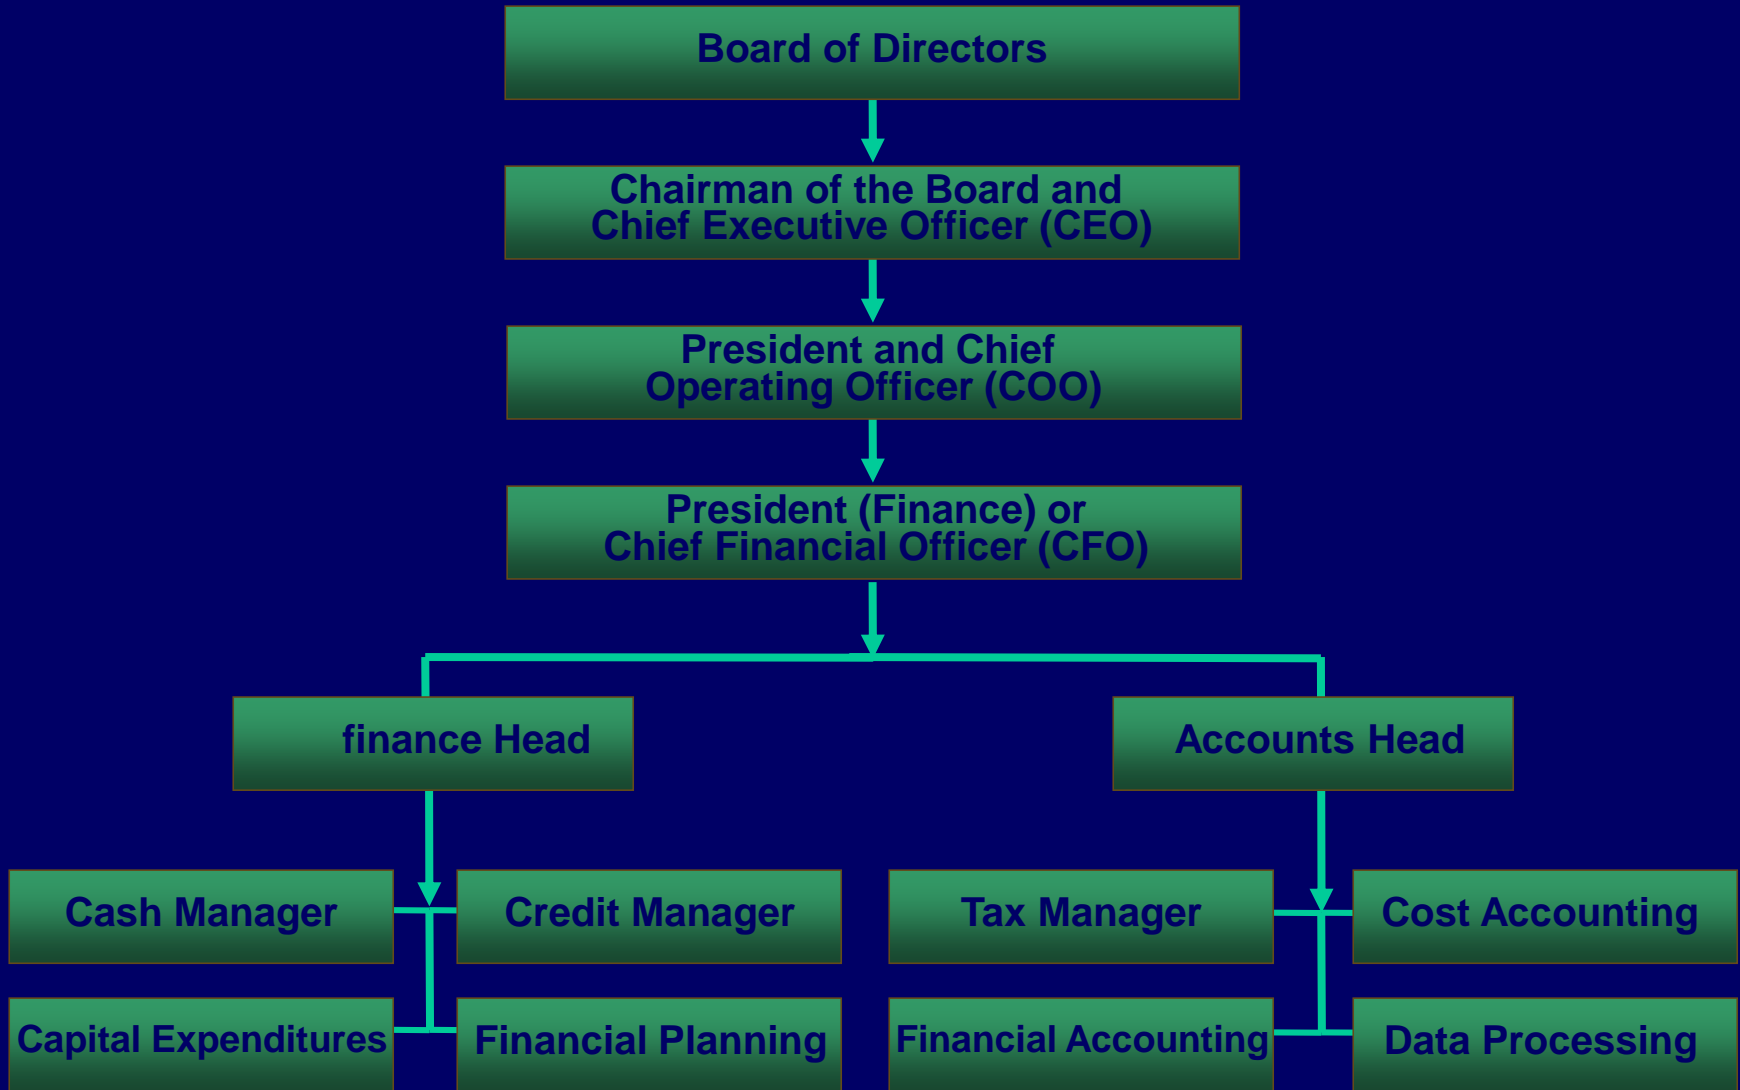 Board of Directors
Chairman of the Board and
Chief Executive Officer (CEO)
President and Chief
Operating Officer (COO)
President (Finance) or
Chief Financial Officer (CFO)
finance Head
Accounts Head
Cash Manager
Credit Manager
Tax Manager
Cost Accounting
Capital Expenditures
Financial Planning
Financial Accounting
Data Processing